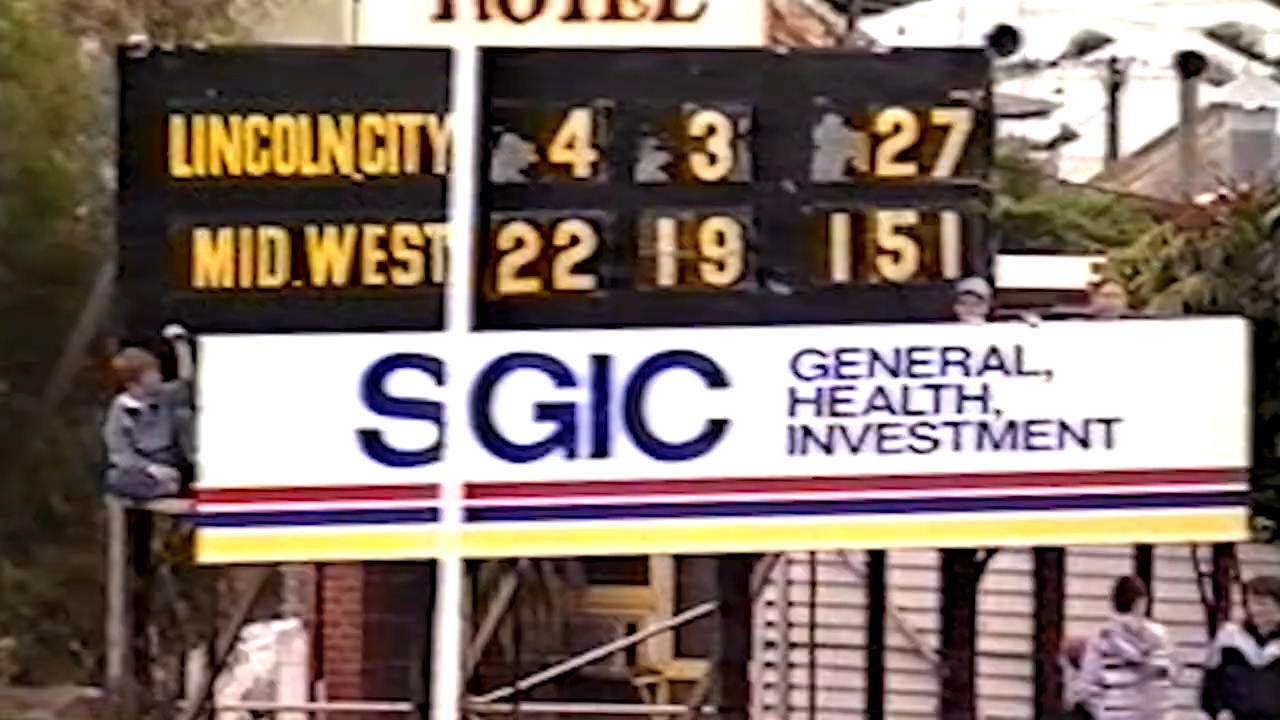 HOTEL
LINCOLN CITY 4 3 27
MID.WEST 22 19 151
SGIC
GENERAL,
HEALTH,
INVESTMENT